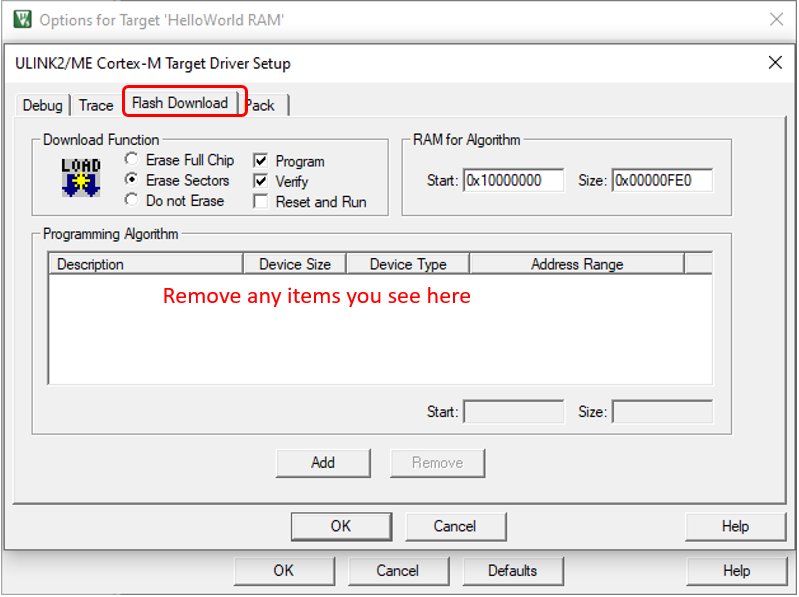 Options for Target 'HelloWorld RAM'
ULINK2/ME Cortex-M Target Driver Setup
Debug Trace Flash Download Pack
Download Function
LOAD
Erase Full Chip
Erase Sectors
Do not Erase
Program
Verify
Reset and Run
RAM for Algorithm
Start: 0x10000000 Size: 0x00000FE0
Programming Algorithm
Description Device Size Device Type Address Range
Remove any items you see here
Start: Size:
Add Remove
OK Cancel Help
OK Cancel Defaults Help